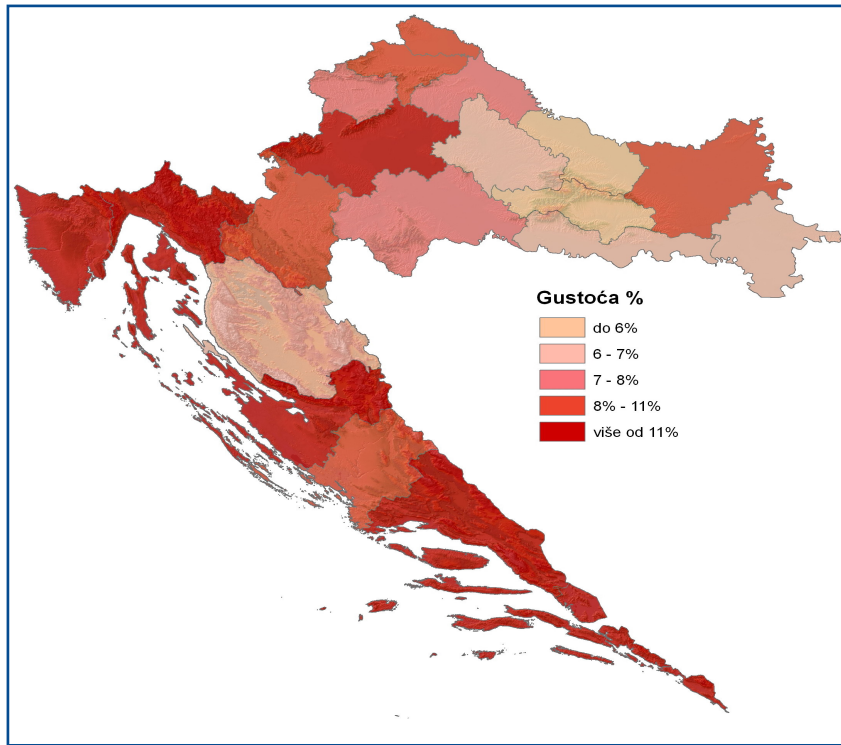 Gustoća %
do 6%
6 - 7%
7 - 8%
8% - 11%
više od 11%